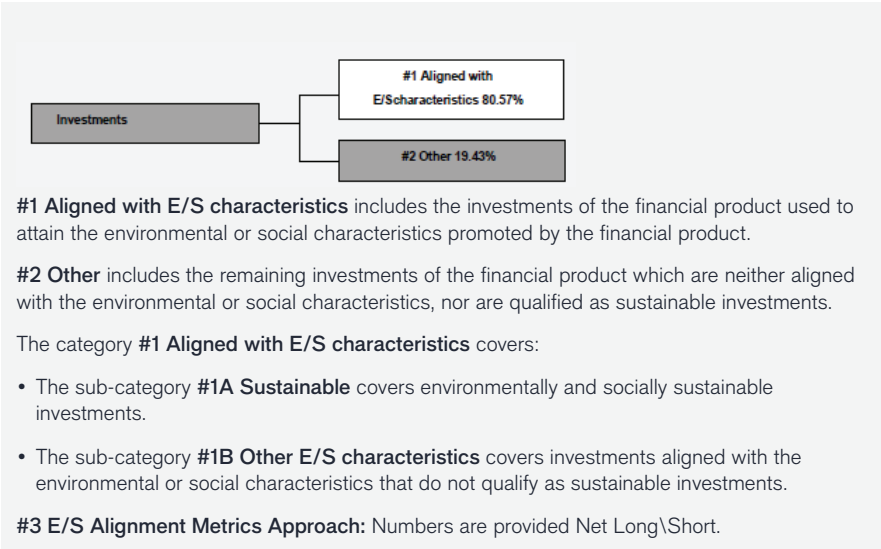 #1 Aligned with
E/Scharacteristics 80.57%
Investments
#2 Other 19.43%
#1 Aligned with E/S characteristics includes the investments of the financial product used to
attain the environmental or social characteristics promoted by the financial product.
#2 Other includes the remaining investments of the financial product which are neither aligned
with the environmental or social characteristics, nor are qualified as sustainable investments.
The category #1 Aligned with E/S characteristics covers:
• The sub-category #1A Sustainable covers environmentally and socially sustainable
investments.
• The sub-category #1B Other E/S characteristics covers investments aligned with the
environmental or social characteristics that do not qualify as sustainable investments.
#3 E/S Alignment Metrics Approach: Numbers are provided Net Long\Short.